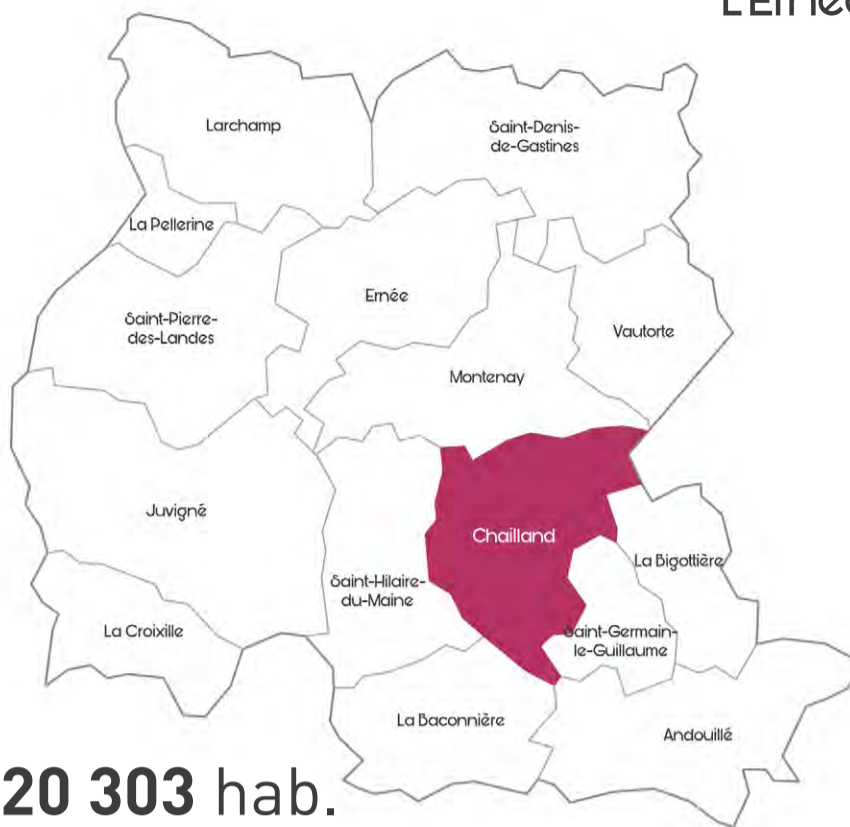 Larchamp
Saint-Denis-
de-Gastines
La Pellerine
Ernée
Saint-Pierre-
des-Landes
Vautorte
Montenay
Juvigné
Chailland
La Bigottière
Saint-Hilaire-
du-Maine
La Croixille
Saint-Germain-
le-Guillaume
La Baconnière
Andouillé
20 303 hab.